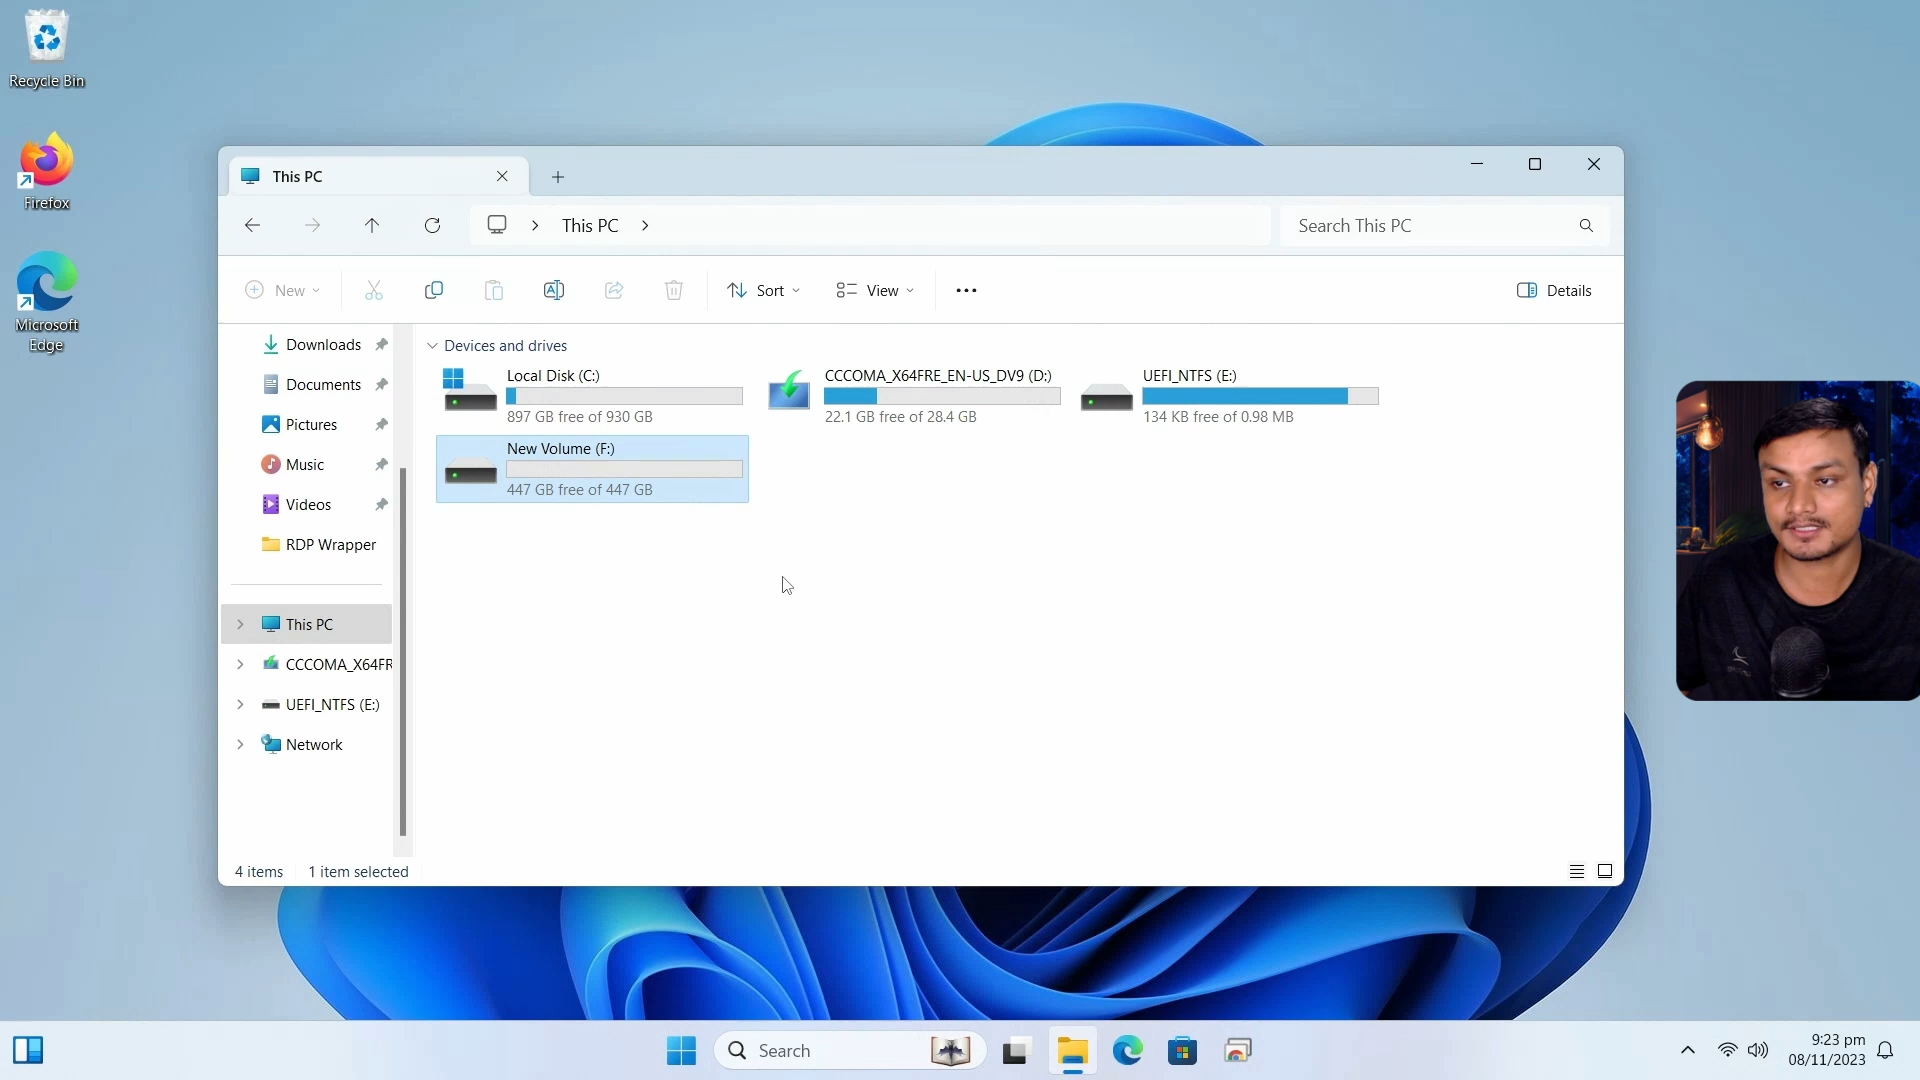 Recycle Bin
Firefox
Microsoft
Edge
This PC
This PC
Search This PC
New
Sort
View
Details
Downloads
Documents
Pictures
Music
Videos
RDP Wrapper
This PC
CCCOMA_X64FR
UEFI_NTFS (E:)
Network
Devices and drives
Local Disk (C:)
897 GB free of 930 GB
CCCOMA_X64FRE_EN-US_DV9 (D:)
22.1 GB free of 28.4 GB
UEFI_NTFS (E:)
134 KB free of 0.98 MB
New Volume (F:)
447 GB free of 447 GB
4 items
1 item selected
Search
9:23 pm
08/11/2023